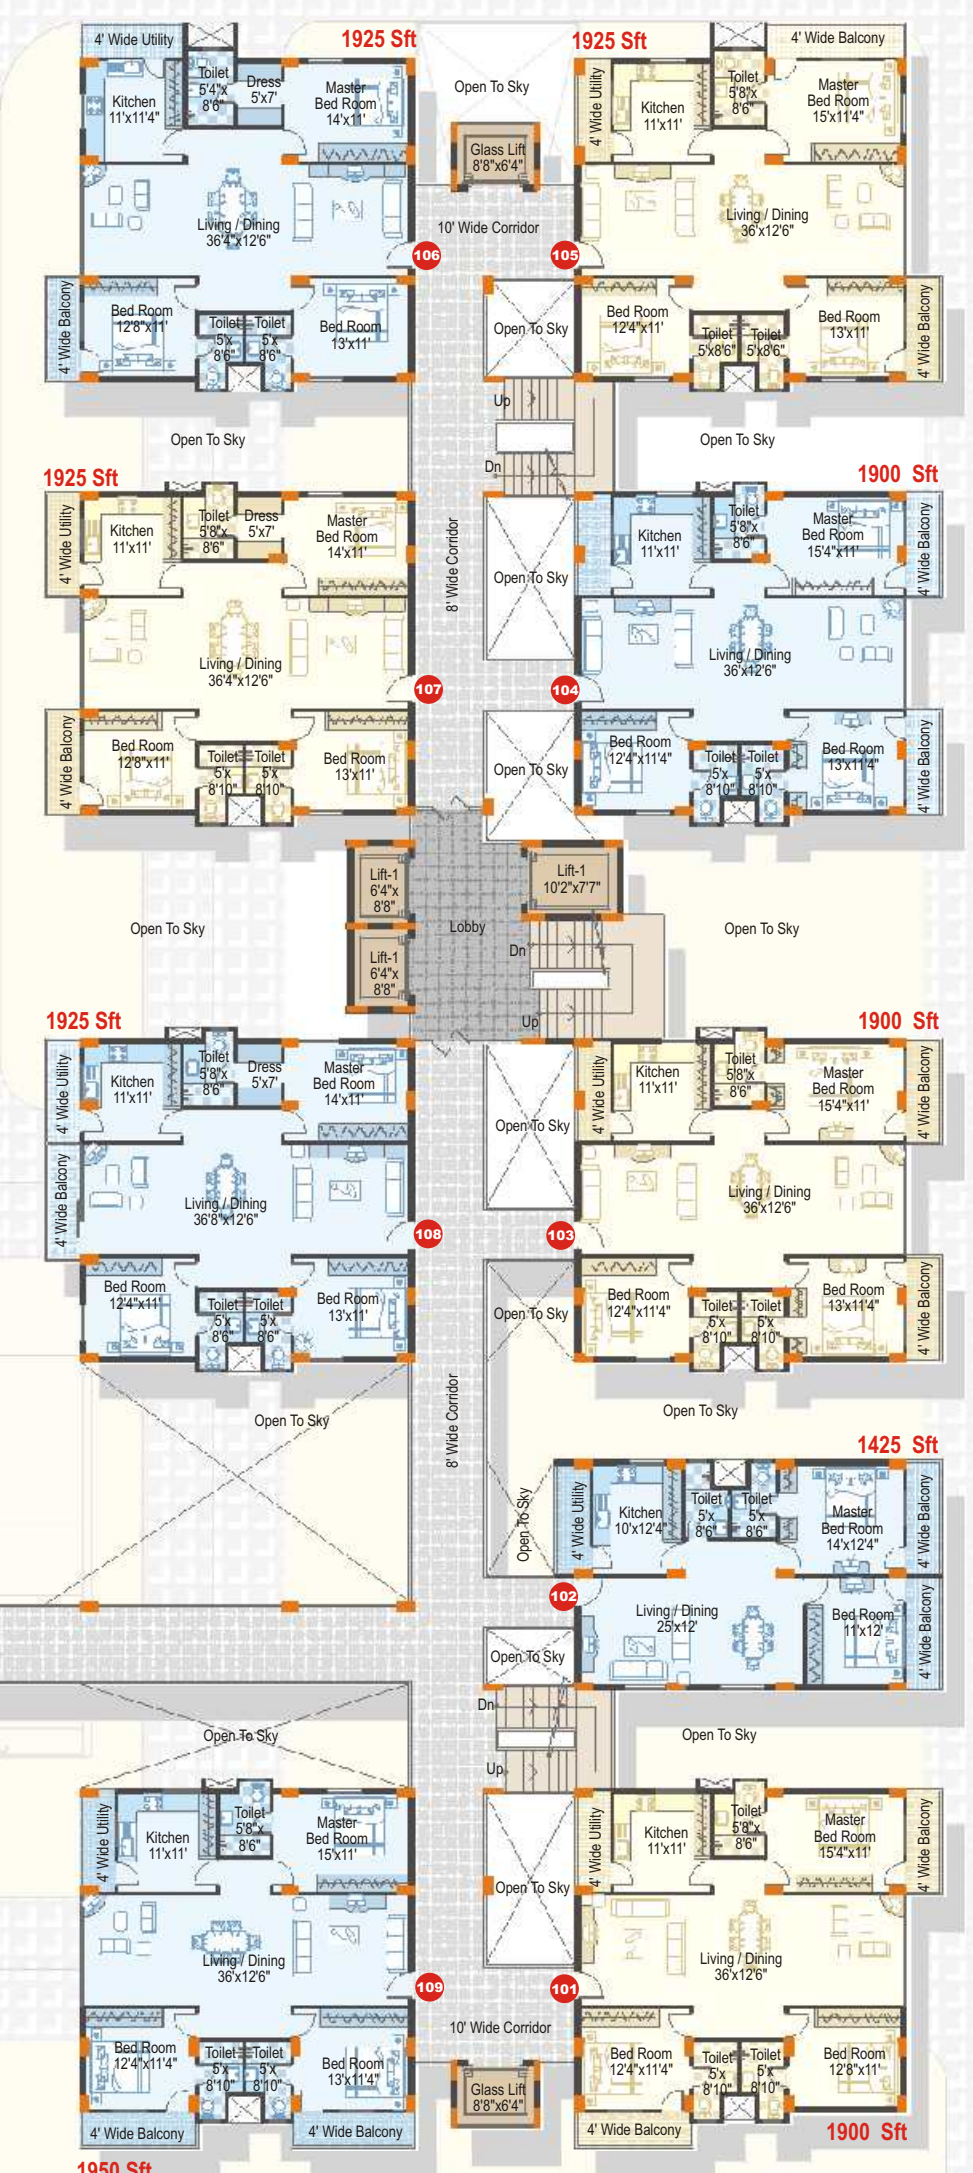 4' Wide Utility
1925 Sft
Toilet
5'4"x
8'6"
Dress
5'x7'
Kitchen
11'x11'4"
Master
Bed Room
14'x11'
Living / Dining
36'4"x12'6"
106
4' Wide Balcony
Bed Room
12'8"x11'
Toilet
5'x
8'6"
Toilet
5'x
8'6"
Bed Room
13'x11'
Open To Sky
Glass Lift
8'8"x6'4"
10' Wide Corridor
1925 Sft
4' Wide Balcony
4' Wide Utility
Kitchen
11'x11'
Toilet
5'8"x
8'6"
Master
Bed Room
15'x11'4"
Living / Dining
36'x12'6"
105
Open To Sky
Bed Room
12'4"x11'
Toilet
5'x8'6"
Toilet
5'x8'6"
Bed Room
13'x11'
4' Wide Balcony
Up
Dn
Open To Sky
Open To Sky
1925 Sft
4' Wide Utility
Kitchen
11'x11'
Toilet
5'8"x
8'6"
Dress
5'x7'
Master
Bed Room
14'x11'
Living / Dining
36'4"x12'6"
107
4' Wide Balcony
Bed Room
12'8"x11'
Toilet
5'x
8'10"
Toilet
5'x
8'10"
Bed Room
13'x11'
8' Wide Corridor
Open To Sky
1900 Sft
Kitchen
11'x11'
Toilet
5'8"x
8'6"
Master
Bed Room
15'4"x11'
4' Wide Balcony
Living / Dining
36'x12'6"
104
Open To Sky
Bed Room
12'4"x11'4"
Toilet
5'x
8'10"
Toilet
5'x
8'10"
Bed Room
13'x11'4"
4' Wide Balcony
Lift-1
6'4"x
8'8"
Lift-1
6'4"x
8'8"
Lobby
Lift-1
10'2"x7'7"
Dn
Up
Open To Sky
Open To Sky
1925 Sft
4' Wide Utility
Kitchen
11'x11'
Toilet
5'8"x
8'6"
Dress
5'x7'
Master
Bed Room
14'x11'
4' Wide Balcony
Living / Dining
36'8"x12'6"
108
Bed Room
12'4"x11'
Toilet
5'x
8'6"
Toilet
5'x
8'6"
Bed Room
13'x11'
Open To Sky
1900 Sft
4' Wide Utility
Kitchen
11'x11'
Toilet
5'8"x
8'6"
Master
Bed Room
15'4"x11'
4' Wide Balcony
Living / Dining
36'x12'6"
103
Open To Sky
Bed Room
12'4"x11'4"
Toilet
5'x
8'10"
Toilet
5'x
8'10"
Bed Room
13'x11'4"
4' Wide Balcony
Open To Sky
8' Wide Corridor
Open To Sky
1425 Sft
Open To Sky
4' Wide Utility
Kitchen
10'x12'4"
Toilet
5'x
8'6"
Toilet
5'x
8'6"
Master
Bed Room
14'x12'4"
4' Wide Balcony
102
Living / Dining
25'x12'
Bed Room
11'x12'
4' Wide Balcony
Open To Sky
Dn
Up
Open To Sky
Open To Sky
4' Wide Utility
Kitchen
11'x11'
Toilet
5'8"x
8'6"
Master
Bed Room
15'x11'
Living / Dining
36'x12'6"
109
Bed Room
12'4"x11'4"
Toilet
5'x
8'10"
Toilet
5'x
8'10"
Bed Room
13'x11'4"
4' Wide Balcony
4' Wide Balcony
1950 Sft
Open To Sky
10' Wide Corridor
Glass Lift
8'8"x6'4"
4' Wide Utility
Kitchen
11'x11'
Toilet
5'8"x
8'6"
Master
Bed Room
15'4"x11'
4' Wide Balcony
Living / Dining
36'x12'6"
101
Bed Room
12'4"x11'4"
Toilet
5'x
8'10"
Toilet
5'x
8'10"
Bed Room
12'8"x11'
4' Wide Balcony
1900 Sft